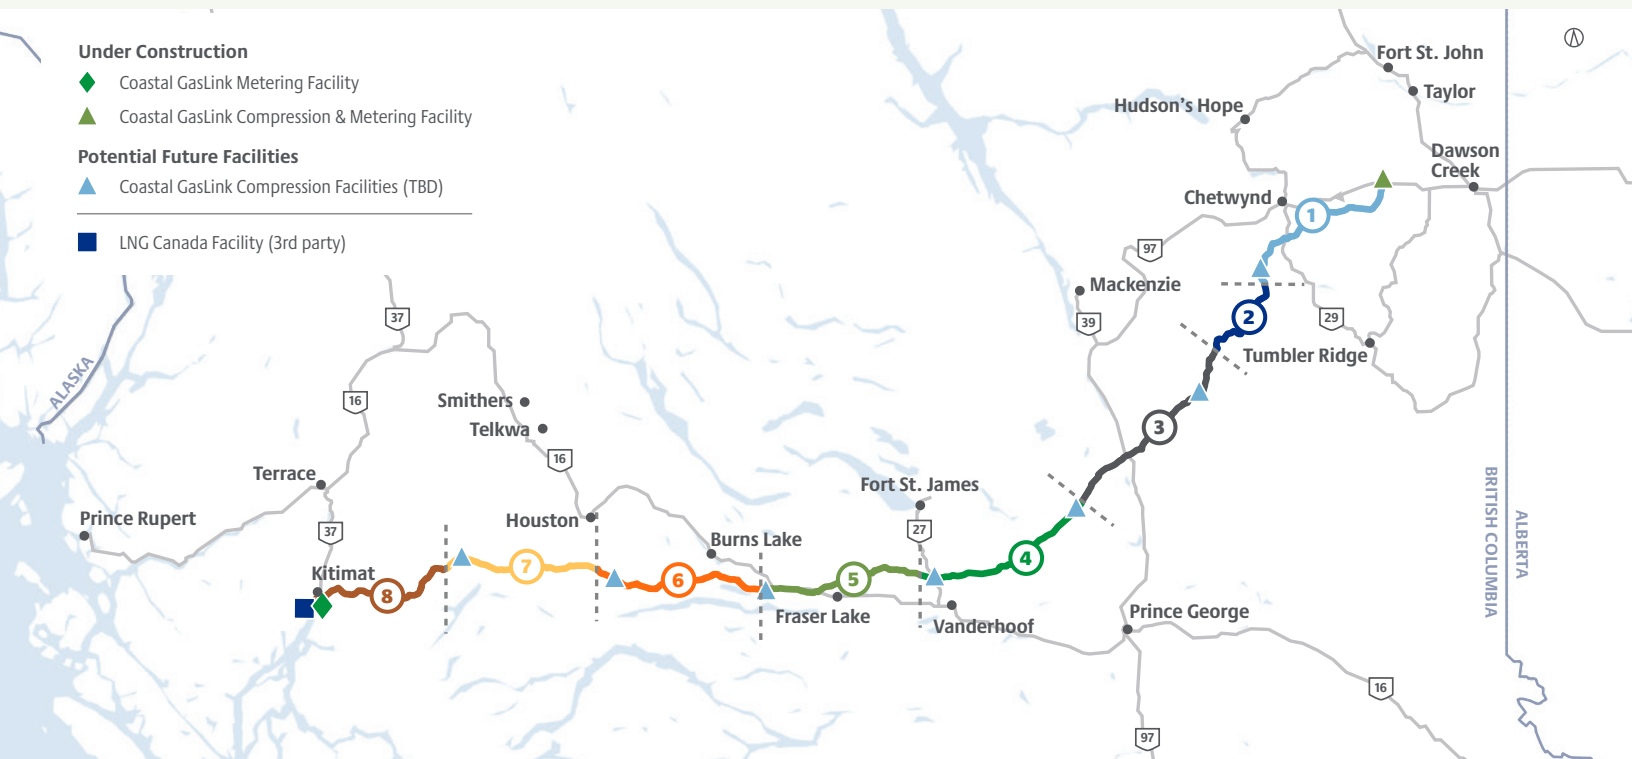 Under Construction
Coastal GasLink Metering Facility
Coastal GasLink Compression & Metering Facility
Potential Future Facilities
Coastal GasLink Compression Facilities (TBD)
LNG Canada Facility (3rd party)
Fort St. John
Taylor
Hudson's Hope
Dawson
Creek
Chetwynd
1
97
Mackenzie
2
39
29
Tumbler Ridge
37
ALASKA
16
Smithers
Telkwa
3
16
Terrace
Fort St. James
BRITISH COLUMBIA
ALBERTA
Prince Rupert
37
Houston
27
Burns Lake
4
Kitimat
7
6
5
8
Fraser Lake
Vanderhoof
Prince George
16
97